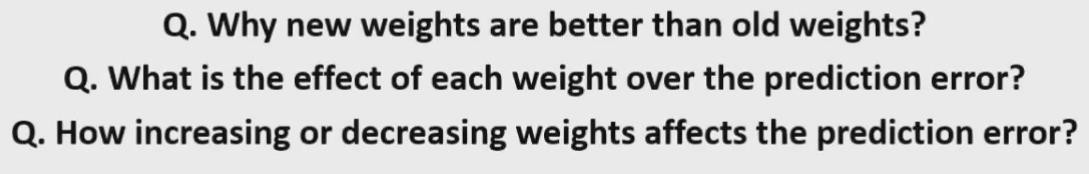 Q. Why new weights are better than old weights?
Q. What is the effect of each weight over the prediction error?
Q. How increasing or decreasing weights affects the prediction error?